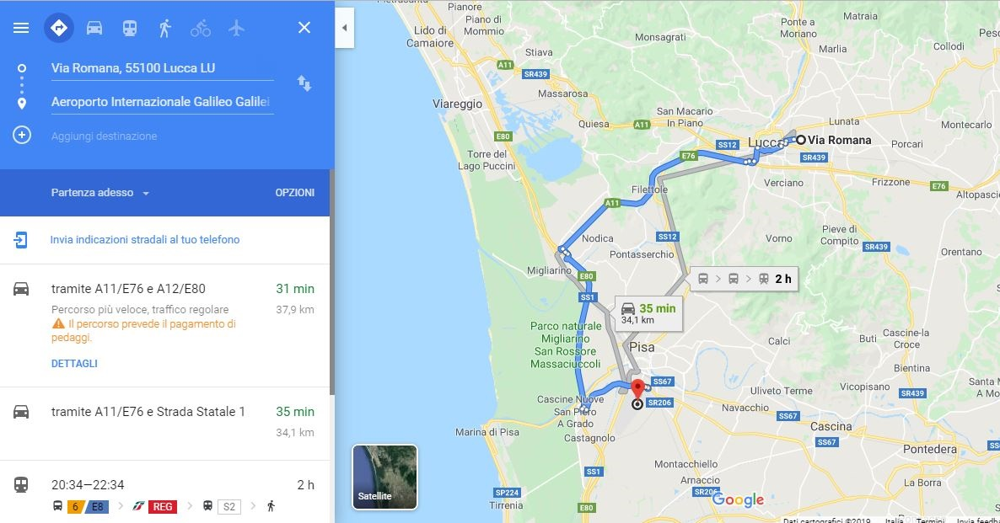 Via Romana, 55100 Lucca LU
Aeroporto Internazionale Galileo Galilei
Aggiungi destinazione
Partenza adesso
OPZIONI
Invia indicazioni stradali al tuo telefono
tramite A11/E76 e A12/E80
31 min
Percorso più veloce, traffico regolare
37,9 km
Il percorso prevede il pagamento di
pedaggi.
DETTAGLI
tramite A11/E76 e Strada Statale 1
35 min
34,1 km
20:34—22:34
2 h
6 E8 REG S2
Pietrasanta
Pianore
Piano di
Mommio
Lido di
Camaiore
Matraia
Ponte a
Moriano
Monsagrati
Marlia
Collodi
Stiava
A11
SR439
Massarosa
Viareggio
San Macario
In Piano
Quiesa
A11
Lunata
Montecarlo
E80
SS12
Lucca
Via Romana
Porcari
Torre del
Lago Puccini
E76
SR439
Verciano
Frizzone
E76
Filettole
A11
Altopascio
Nodica
SS12
Vorno
Pieve di
Compito
SR439
Orentano
Pontasserchio
Migliarino
E80
SS1
2 h
35 min
34,1 km
Parco naturale
Migliarino
San Rossore
Massaciuccoli
Pisa
Calci
Buti
Cascine-la
Croce
Bientina
SS67
Cascine Nuove
SR206
Uliveto Terme
Vicopisano
SR439
Santa M
A Mo
San Piero
A Grado
Navacchio
SS67
Marina di Pisa
Castagnolo
Cascina
SS67
Pontedera
SS1
Montacchiello
Arnaccio
La Borra
SP224
SR206
Tirrenia
E80
Satellite
Google
Dati cartografici ©2019
Italia
Termini
Invia feedba